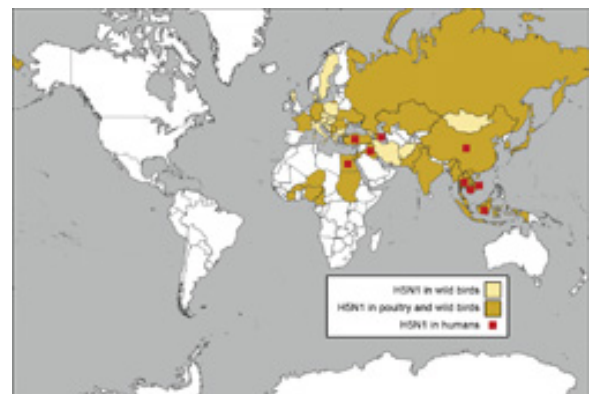 H5N1 in wild birds
H5N1 in poultry and wild birds
H5N1 in humans